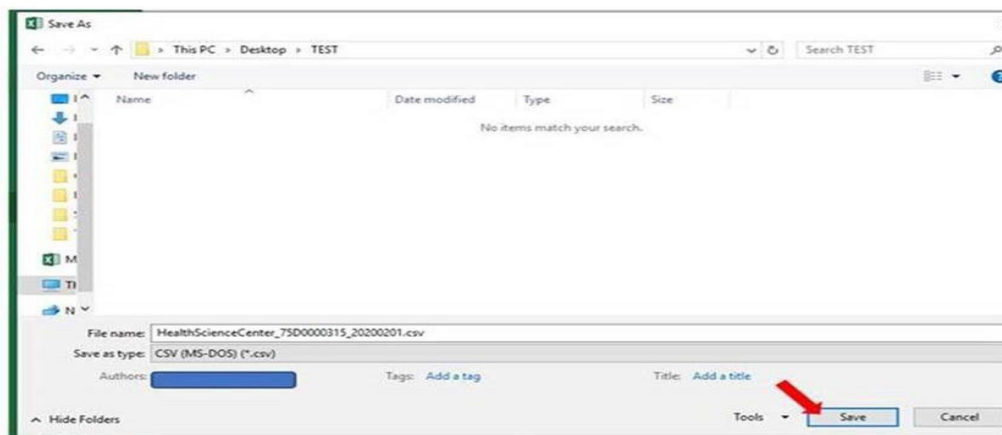 Save As
This PC > Desktop > TEST
Search TEST
Organize
New folder
Name
Date modified
Type
Size
No items match your search.
M
N
File name: HealthScienceCenter_75D0000315_20200201.csv
Save as type: CSV (MS-DOS) (*.csv)
Authors:
Tags: Add a tag
Title: Add a title
Hide Folders
Tools
Save
Cancel